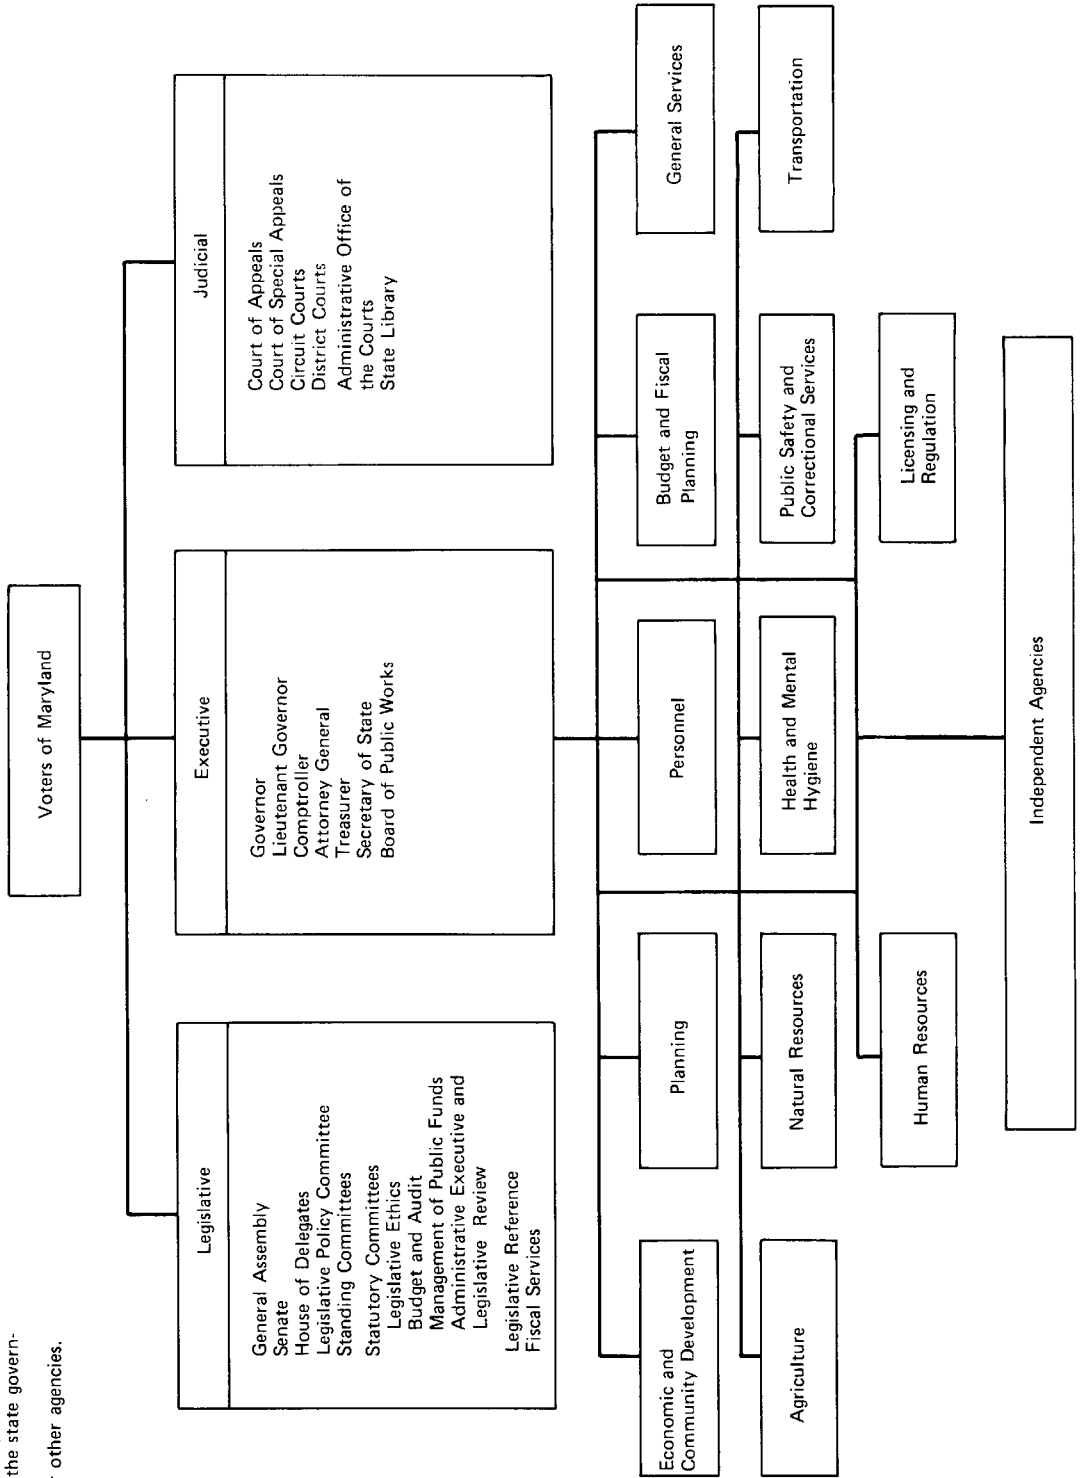 the state govern-
other agencies.
Voters of Maryland
Legislative
General Assembly
Senate
House of Delegates
Legislative Policy Committee
Standing Committees
Statutory Committees
Legislative Ethics
Budget and Audit
Management of Public Funds
Administrative Executive and
Legislative Review
Legislative Reference
Fiscal Services
Executive
Governor
Lieutenant Governor
Comptroller
Attorney General
Treasurer
Secretary of State
Board of Public Works
Judicial
Court of Appeals
Court of Special Appeals
Circuit Courts
District Courts
Administrative Office of
the Courts
State Library
Economic and
Community Development
Planning
Personnel
Budget and Fiscal
Planning
General Services
Agriculture
Natural Resources
Health and Mental
Hygiene
Public Safety and
Correctional Services
Transportation
Human Resources
Licensing and
Regulation
Independent Agencies